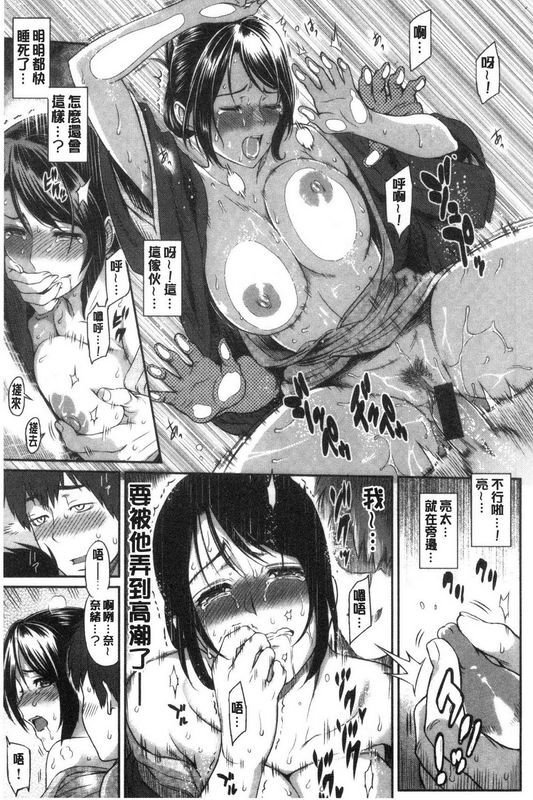 呀～！
啊…
呼啊～！
明明都快
睡死了…
怎麼還會
這樣…？
呀～！這…
這傢伙～…
呼…
嗯呼…
搓來
搓去
不行啦…！
亮～…
亮太…
就在旁邊…
我～…
嗯唔…
要被他弄到高潮了——
唔…
唔——
啊咧…奈～
奈緒…？
唔！